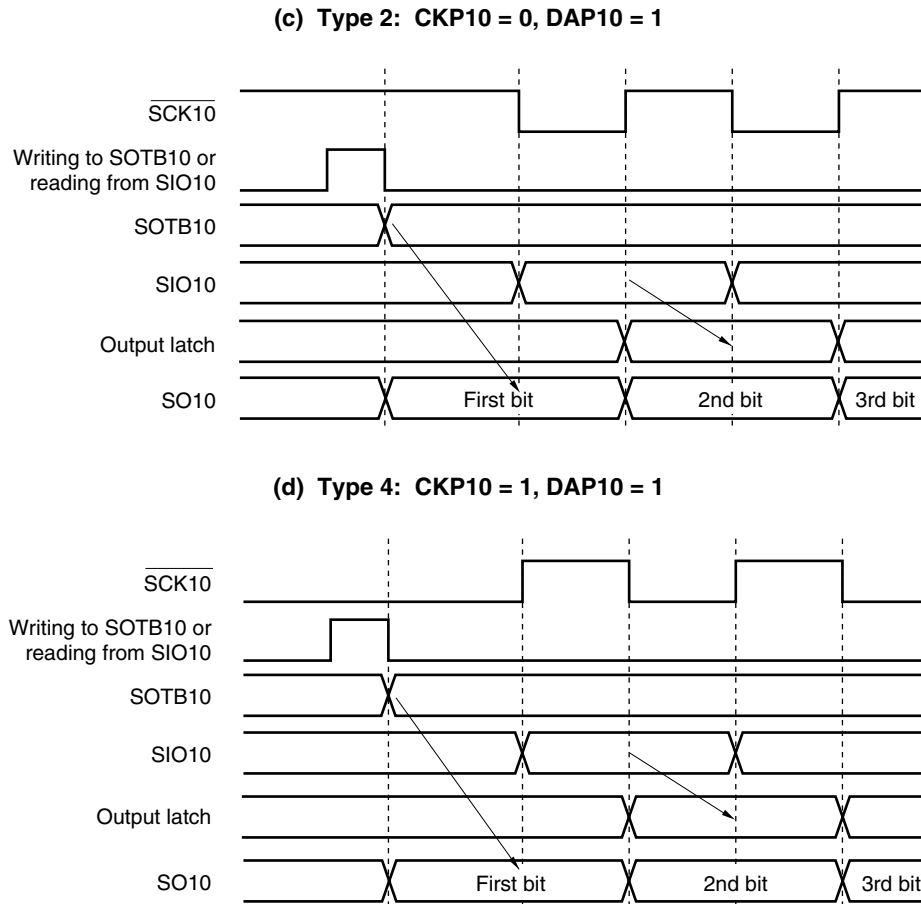 (c) Type 2: CKP10 = 0, DAP10 = 1
SCK10
Writing to SOTB10 or
reading from SIO10
SOTB10
SIO10
Output latch
SO10
First bit
2nd bit
3rd bit
(d) Type 4: CKP10 = 1, DAP10 = 1
SCK10
Writing to SOTB10 or
reading from SIO10
SOTB10
SIO10
Output latch
SO10
First bit
2nd bit
3rd bit